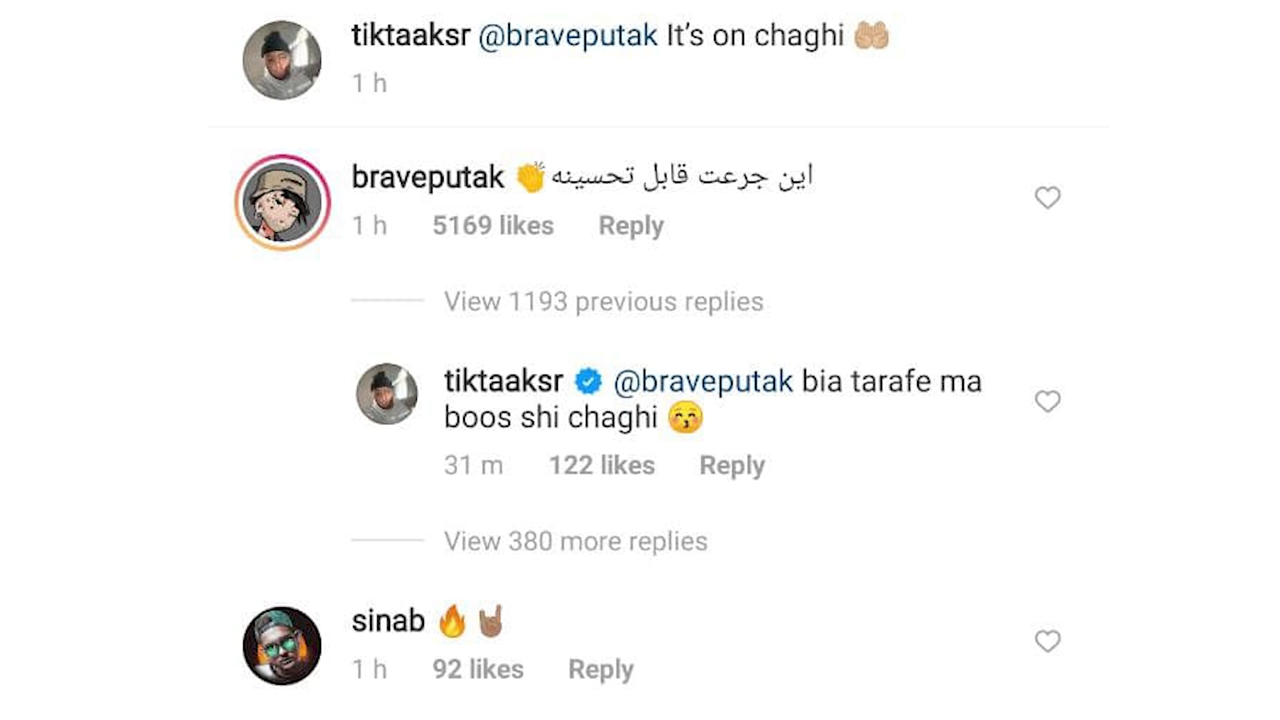 tiktaaksr @braveputak It's on chaghi 🤲🏼
1 h
braveputak 👏این جرعت قابل تحسینه
1 h 5169 likes Reply
View 1193 previous replies
tiktaaksr @braveputak bia tarafe ma
boos shi chaghi 😚
31 m 122 likes Reply
View 380 more replies
sinab 🔥🤘🏽
1 h 92 likes Reply